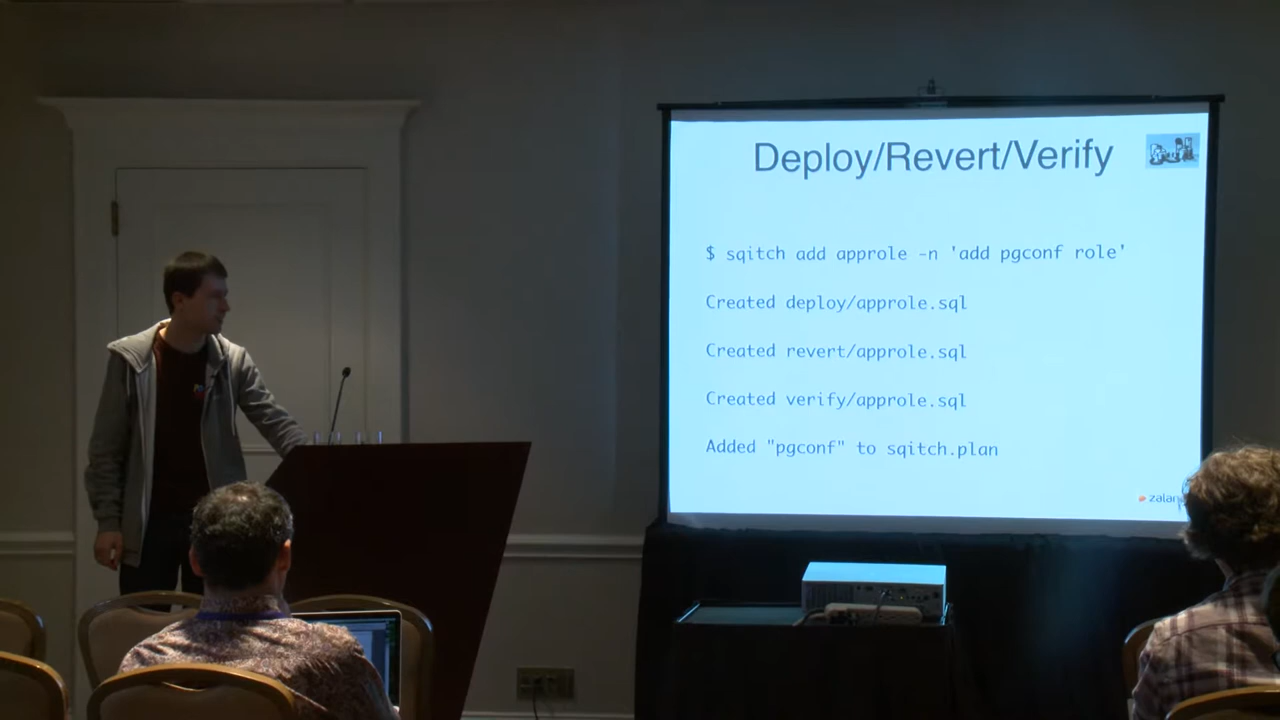 Deploy/Revert/Verify
$ sqitch add approle -n 'add pgconf role'
Created deploy/approle.sql
Created revert/approle.sql
Created verify/approle.sql
Added "pgconf" to sqitch.plan